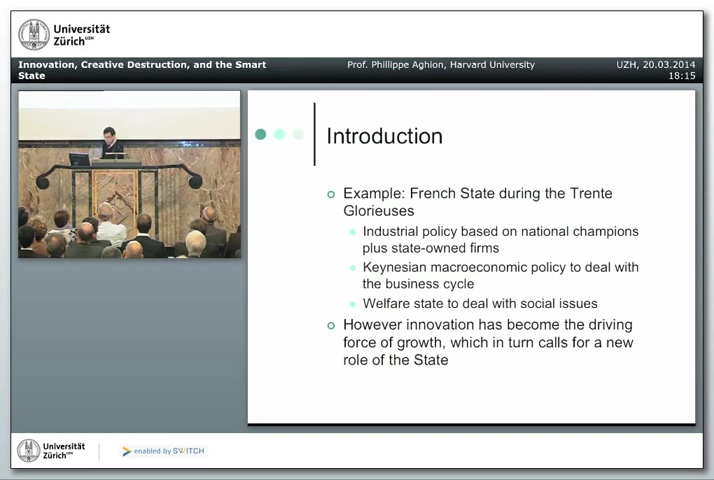 Universität
Zürich UZH
Innovation, Creative Destruction, and the Smart
State
Prof. Phillippe Aghion, Harvard University
UZH, 20.03.2014
18:15
Introduction
Example: French State during the Trente
Glorieuses
Industrial policy based on national champions
plus state-owned firms
Keynesian macroeconomic policy to deal with
the business cycle
Welfare state to deal with social issues
However innovation has become the driving
force of growth, which in turn calls for a new
role of the State
Universität
Zürich UZH
enabled by SWITCH